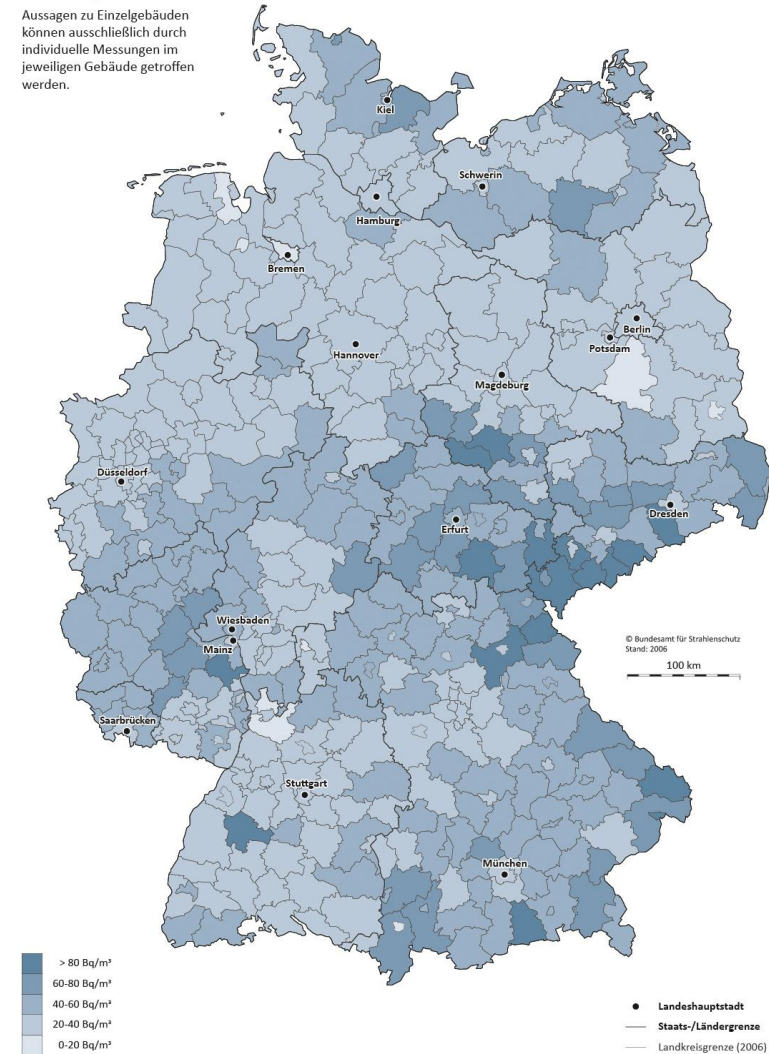 Aussagen zu Einzelgebäuden
können ausschließlich durch
individuelle Messungen im
jeweiligen Gebäude getroffen
werden.
Kiel
Schwerin
Hamburg
Bremen
Berlin
Potsdam
Hannover
Magdeburg
Düsseldorf
Dresden
Erfurt
Wiesbaden
Mainz
© Bundesamt für Strahlenschutz
Stand: 2006
100 km
Saarbrücken
Stuttgart
München
> 80 Bq/m³
60-80 Bq/m³
40-60 Bq/m³
20-40 Bq/m³
0-20 Bq/m³
Landeshauptstadt
Staats-/Ländergrenze
Landkreisgrenze (2006)